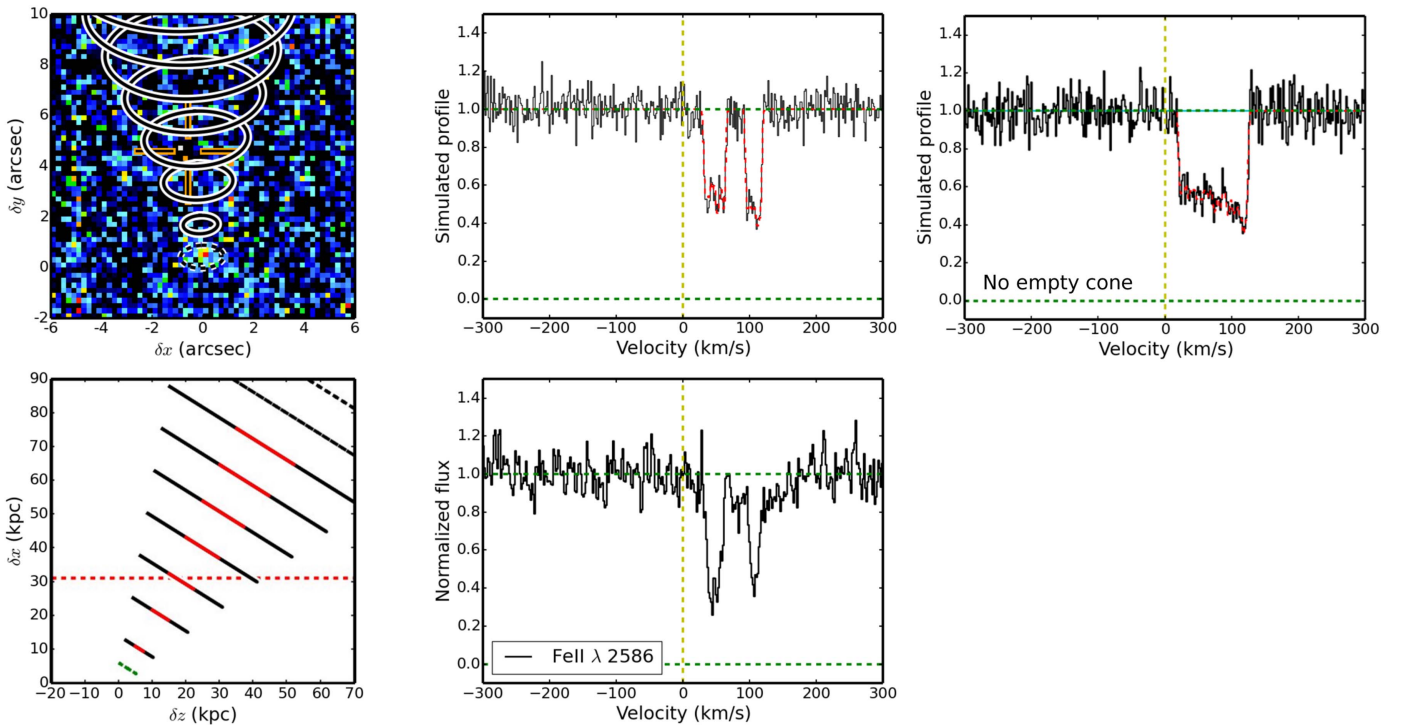 10
8
6
4
2
0
-2
δy (arcsec)
-6 -4 -2 0 2 4 6
δx (arcsec)
1.4
1.2
1.0
0.8
0.6
0.4
0.2
0.0
Simulated profile
−300 −200 −100 0 100 200 300
Velocity (km/s)
1.4
1.2
1.0
0.8
0.6
0.4
0.2
0.0
Simulated profile
No empty cone
−300 −200 −100 0 100 200 300
Velocity (km/s)
90
80
70
60
50
40
30
20
10
0
δx (kpc)
−20 −10 0 10 20 30 40 50 60 70
δz (kpc)
1.4
1.2
1.0
0.8
0.6
0.4
0.2
0.0
Normalized flux
FeII λ 2586
−300 −200 −100 0 100 200 300
Velocity (km/s)